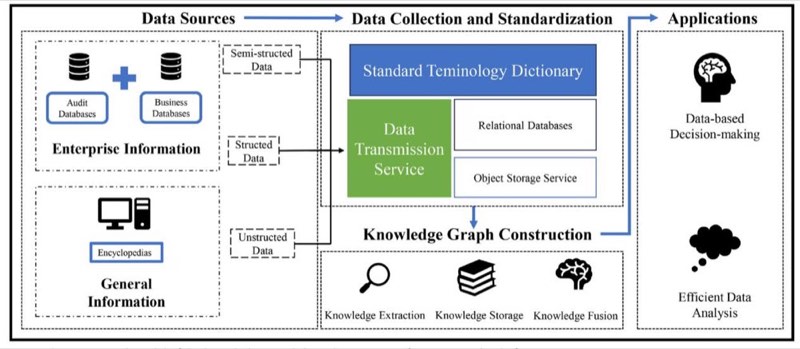 Data Sources
Data Collection and Standardization
Applications
Semi-structed
Data
Audit
Databases
Business
Databases
Enterprise Information
Structed
Data
Encyclopedias
General
Information
Unstructed
Data
Standard Teminology Dictionary
Data
Transmission
Service
Relational Databases
Object Storage Service
Knowledge Graph Construction
Knowledge Extraction
Knowledge Storage
Knowledge Fusion
Data-based
Decision-making
Efficient Data
Analysis